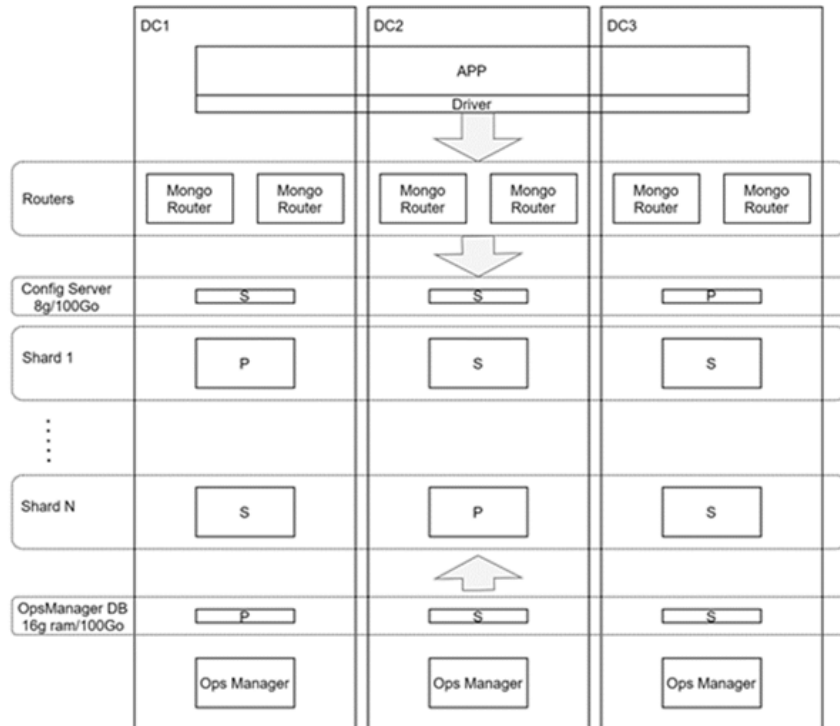 DC1
DC2
DC3
APP
Driver
Routers
Mongo
Router
Mongo
Router
Mongo
Router
Mongo
Router
Mongo
Router
Mongo
Router
Config Server
8g/100Go
S
S
P
Shard 1
P
S
S
Shard N
S
P
S
OpsManager DB
16g ram/100Go
P
S
S
Ops Manager
Ops Manager
Ops Manager